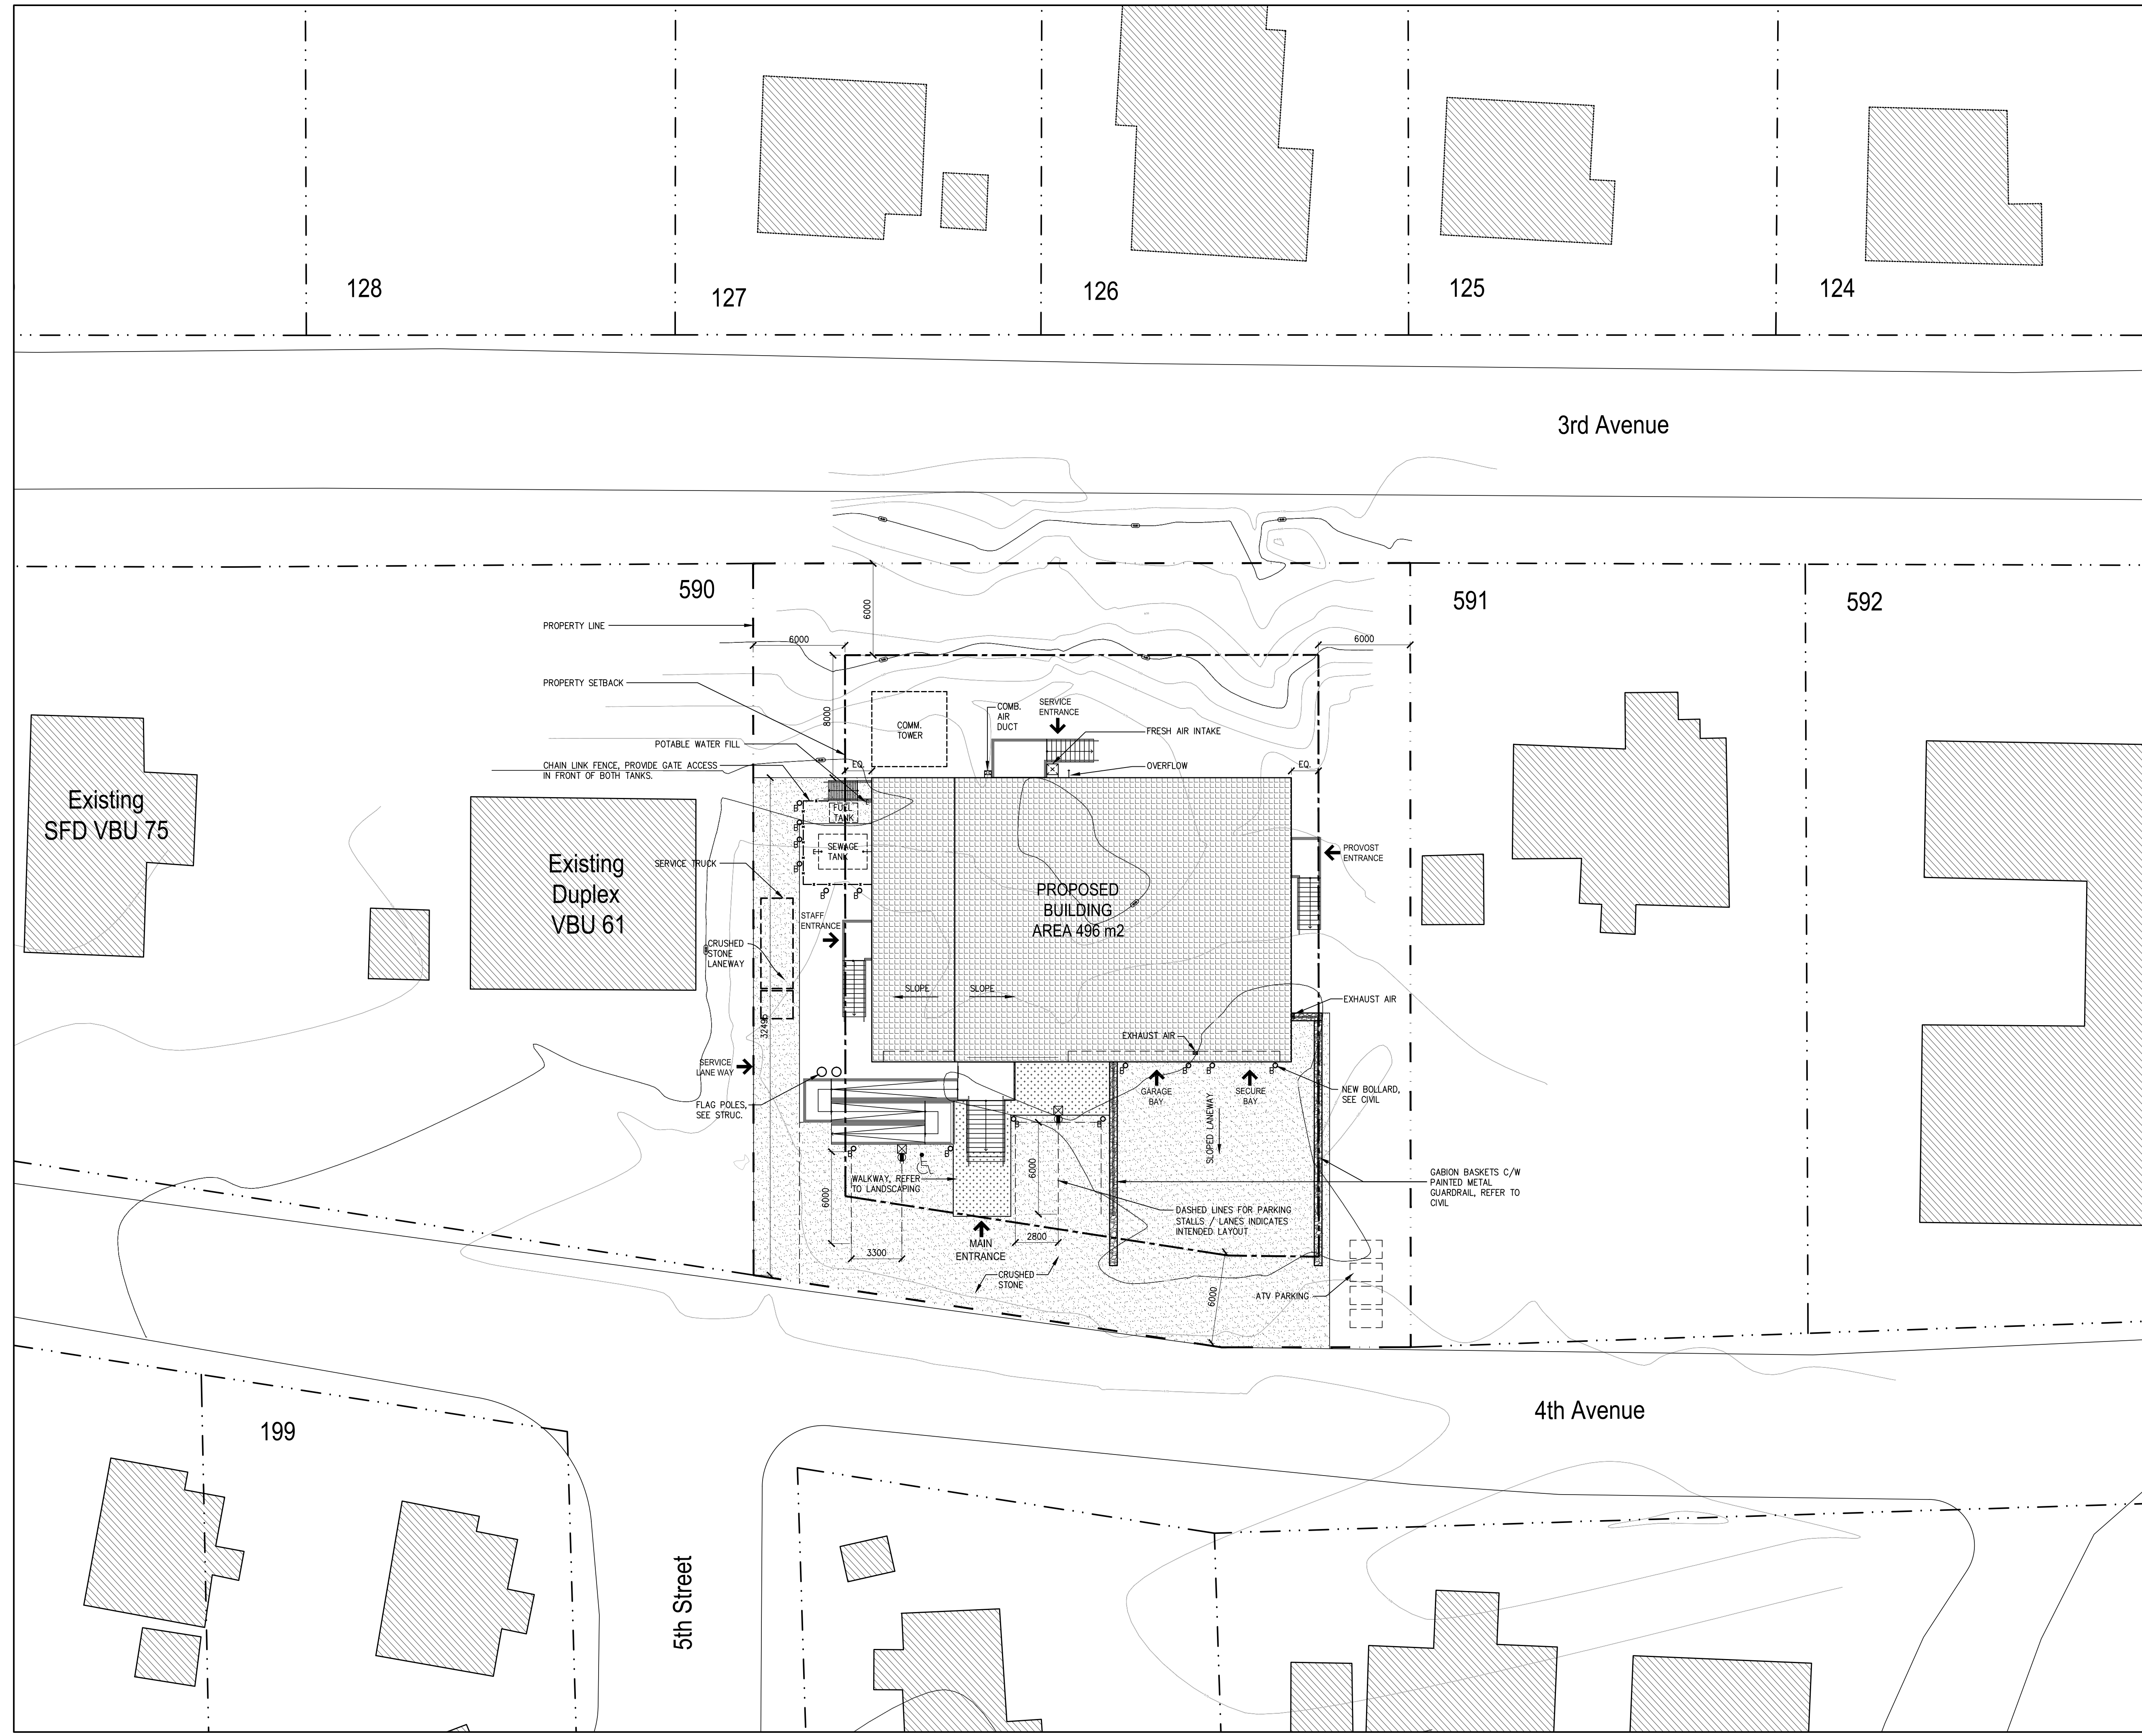 128
127
126
125
124
3rd Avenue
590
591
592
PROPERTY LINE
6000
6000
6000
PROPERTY SETBACK
8000
COMM.
TOWER
COMB.
AIR
DUCT
SERVICE
ENTRANCE
FRESH AIR INTAKE
POTABLE WATER FILL
CHAIN LINK FENCE, PROVIDE GATE ACCESS
IN FRONT OF BOTH TANKS.
EQ.
OVERFLOW
EQ.
Existing
SFD VBU 75
FUEL
TANK
SEWAGE
TANK
PROVOST
ENTRANCE
Existing
Duplex
VBU 61
SERVICE TRUCK
PROPOSED
BUILDING
AREA 496 m2
STAFF
ENTRANCE
CRUSHED
STONE
LANEWAY
SLOPE
SLOPE
EXHAUST AIR
32495
EXHAUST AIR
SERVICE
LANE WAY
GARAGE
BAY
SECURE
BAY
NEW BOLLARD,
SEE CIVIL
FLAG POLES,
SEE STRUC.
B
B
B
B
B
B
B
B
B
B
B
B
B
B
SLOPED LANEWAY
6000
6000
WALKWAY, REFER
TO LANDSCAPING
GABION BASKETS C/W
PAINTED METAL
GUARDRAIL, REFER TO
CIVIL
DASHED LINES FOR PARKING
STALLS / LANES INDICATES
INTENDED LAYOUT
MAIN
ENTRANCE
2800
3300
CRUSHED
STONE
6000
ATV PARKING
4th Avenue
199
5th Street